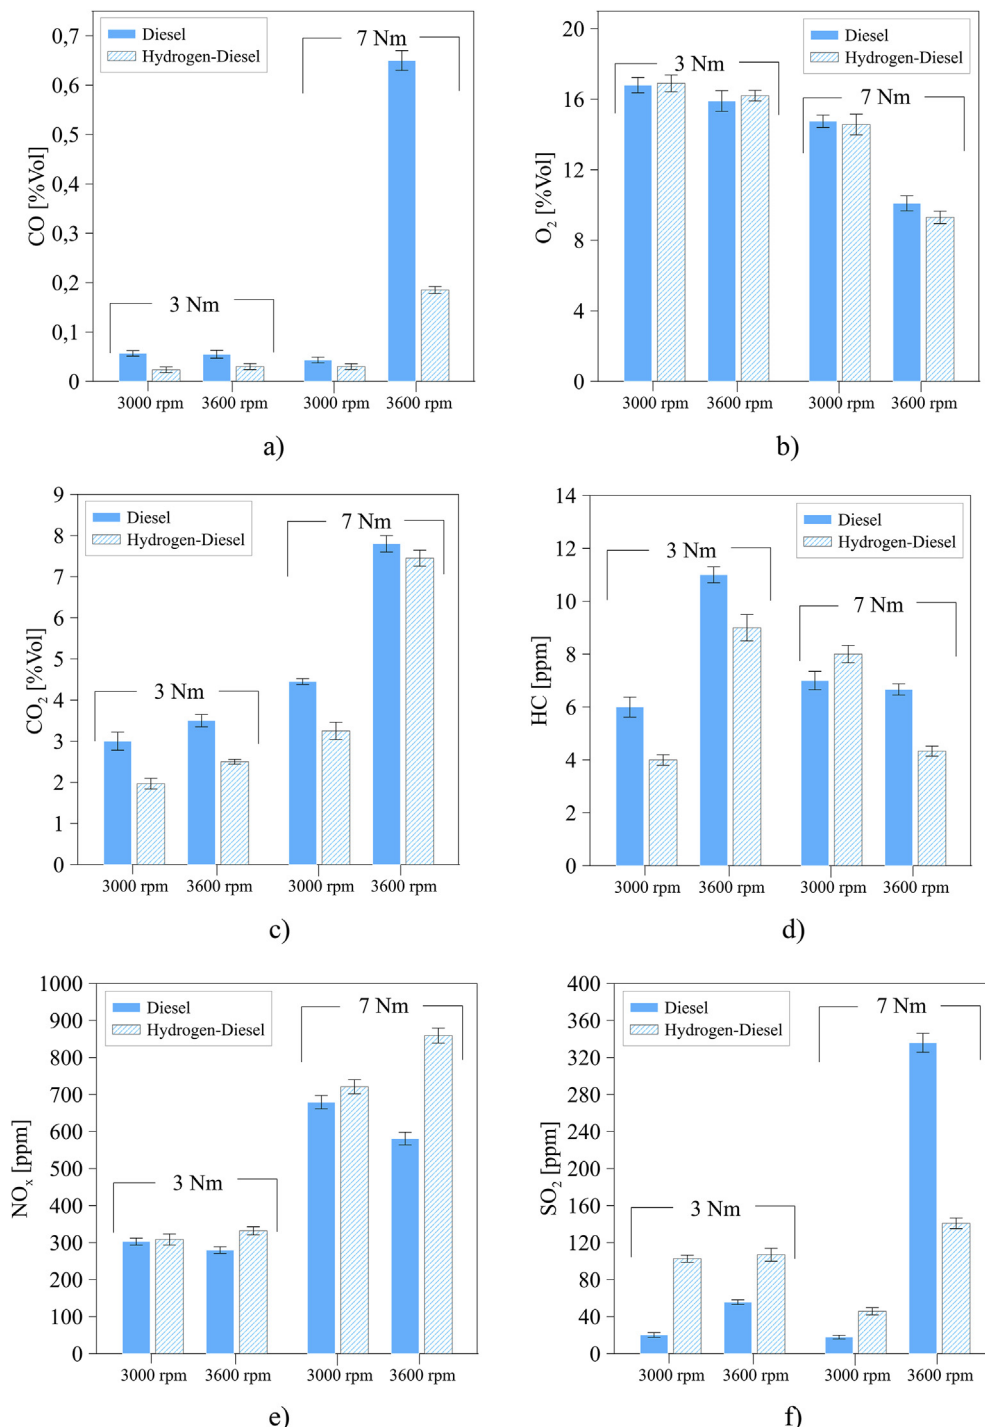 CO [%Vol]
0,7
0,6
0,5
0,4
0,3
0,2
0,1
0
Diesel
Hydrogen-Diesel
7 Nm
3 Nm
3000 rpm 3600 rpm 3000 rpm 3600 rpm
a)
O2 [%Vol]
20
16
12
8
4
0
Diesel
Hydrogen-Diesel
3 Nm
7 Nm
3000 rpm 3600 rpm 3000 rpm 3600 rpm
b)
CO2 [%Vol]
9
8
7
6
5
4
3
2
1
0
Diesel
Hydrogen-Diesel
7 Nm
3 Nm
3000 rpm 3600 rpm 3000 rpm 3600 rpm
c)
HC [ppm]
14
12
10
8
6
4
2
0
Diesel
Hydrogen-Diesel
3 Nm
7 Nm
3000 rpm 3600 rpm 3000 rpm 3600 rpm
d)
NOx [ppm]
1000
900
800
700
600
500
400
300
200
100
0
Diesel
Hydrogen-Diesel
7 Nm
3 Nm
3000 rpm 3600 rpm 3000 rpm 3600 rpm
e)
SO2 [ppm]
400
360
320
280
240
200
160
120
80
40
0
Diesel
Hydrogen-Diesel
7 Nm
3 Nm
3000 rpm 3600 rpm 3000 rpm 3600 rpm
f)